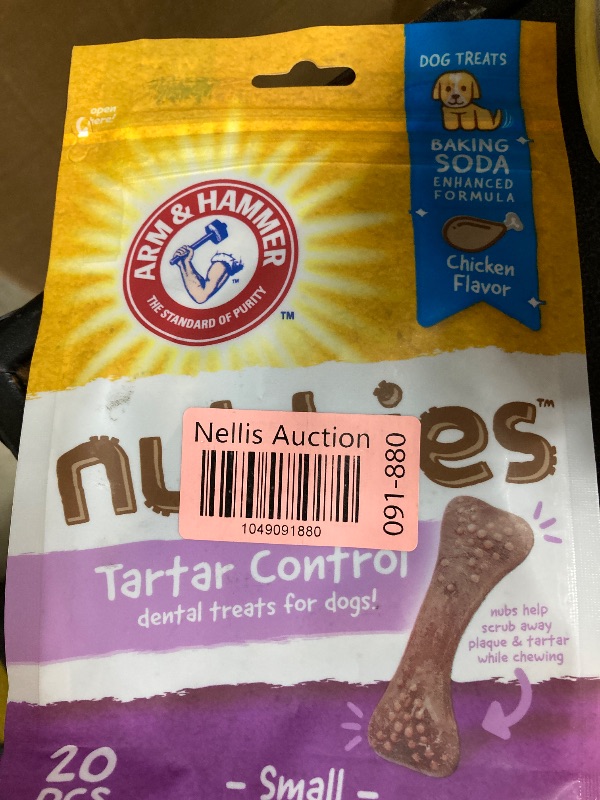 open
here!
DOG TREATS
BAKING
SODA
ENHANCED
FORMULA
Chicken
Flavor
ARM & HAMMER
THE STANDARD OF PURITY
TM
TM
Nellis Auction
1049091880
091-880
Tartar Control
dental treats for dogs!
nubs help
scrub away
plaque & tartar
while chewing
20
PCS
- Small -